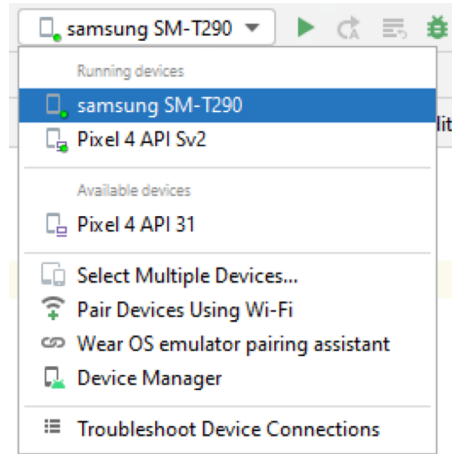 samsung SM-T290
Running devices
samsung SM-T290
Pixel 4 API Sv2
Available devices
Pixel 4 API 31
Select Multiple Devices...
Pair Devices Using Wi-Fi
Wear OS emulator pairing assistant
Device Manager
Troubleshoot Device Connections